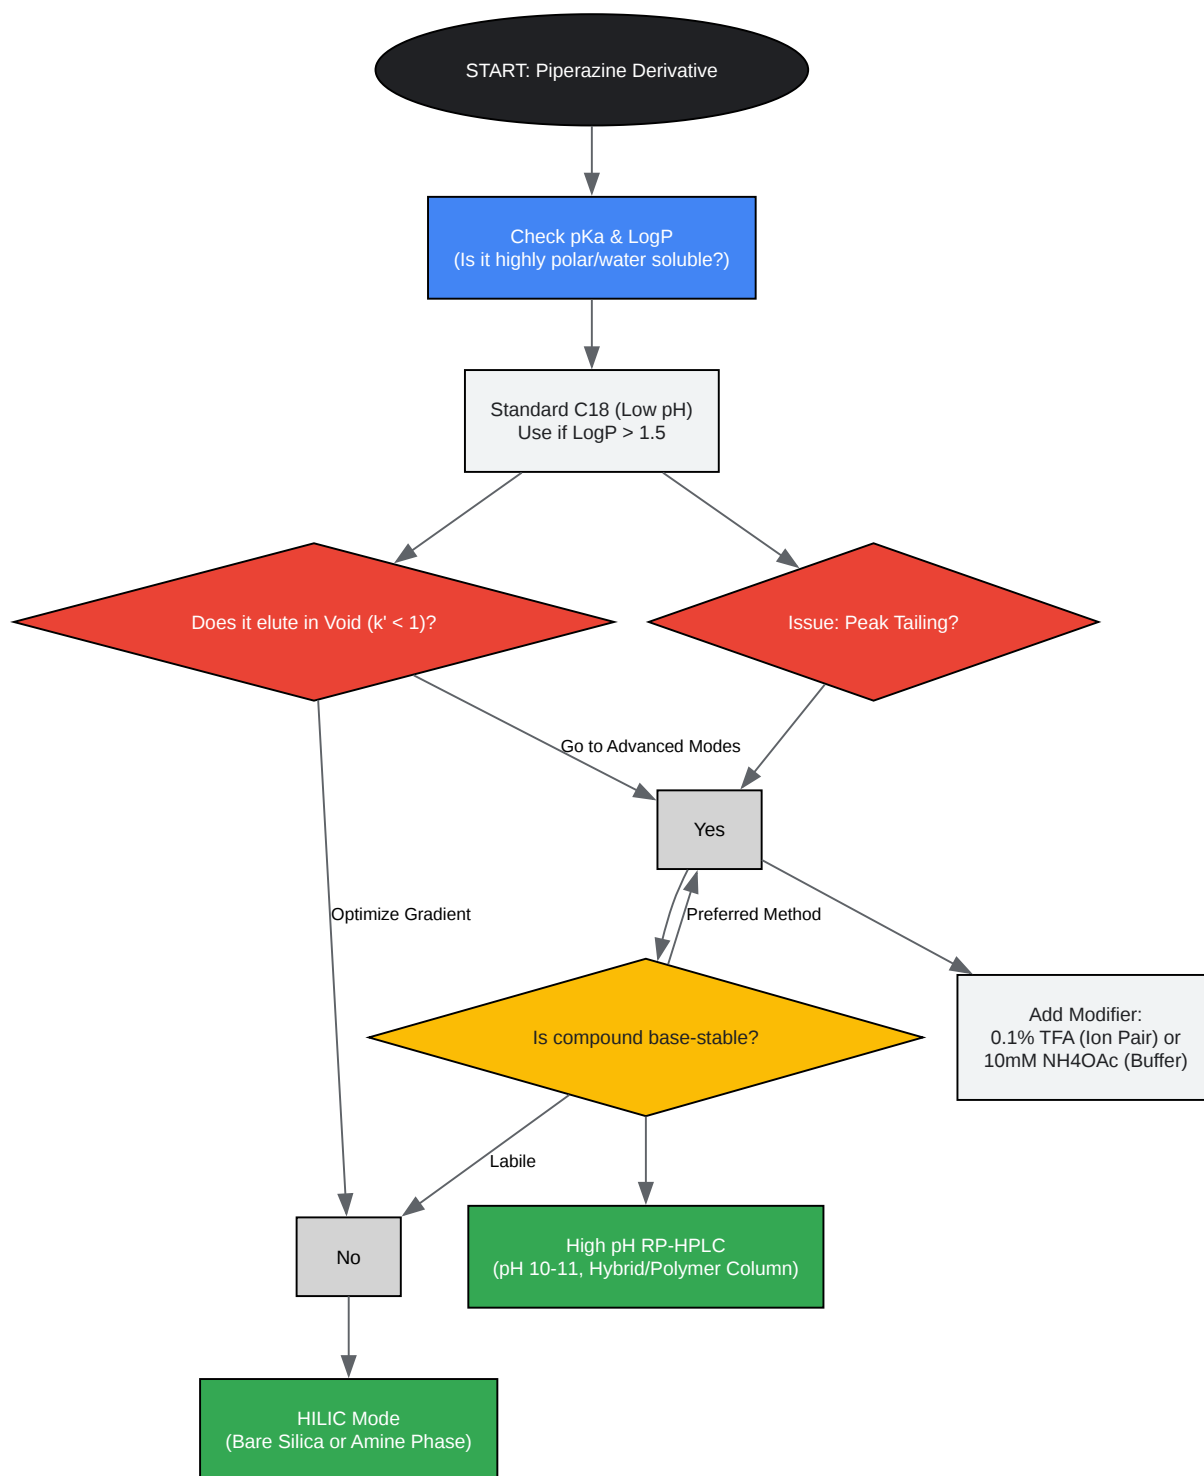 START: Piperazine Derivative
Check pKa & LogP
(Is it highly polar/water soluble?)
Standard C18 (Low pH)
Use if LogP > 1.5
Does it elute in Void (k' < 1)?
Issue: Peak Tailing?
Go to Advanced Modes
Yes
Optimize Gradient
Preferred Method
Is compound base-stable?
Add Modifier:
0.1% TFA (Ion Pair) or
10mM NH4OAc (Buffer)
Labile
No
High pH RP-HPLC
(pH 10-11, Hybrid/Polymer Column)
HILIC Mode
(Bare Silica or Amine Phase)